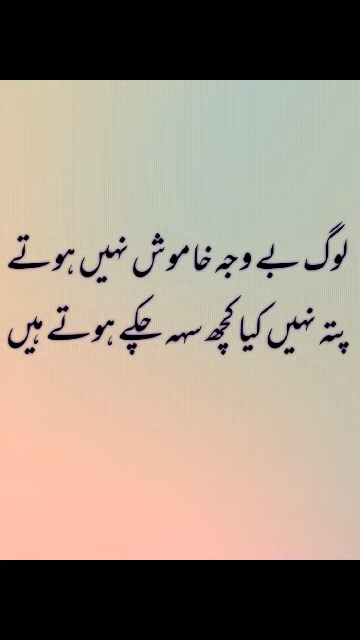 لوگ بے وجہ خاموش نہیں ہوتے
پتہ نہیں کیا کچھ سہہ چکے ہوتے ہیں